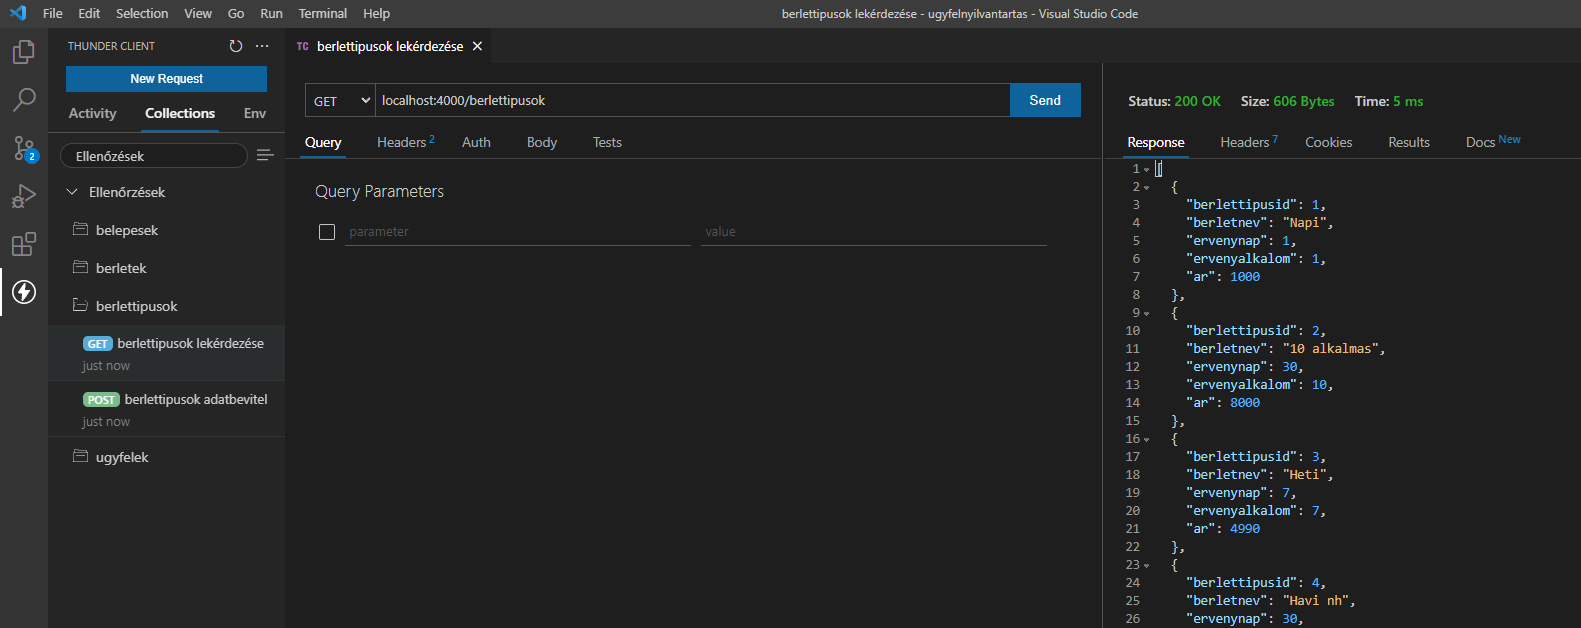 File Edit Selection View Go Run Terminal Help
berlettipusok lekérdezése - ugyfelnyilvantartas - Visual Studio Code
THUNDER CLIENT
New Request
Activity Collections Env
Ellenőzések
Ellenőrzések
belepesek
berletek
berlettipusok
GET berlettipusok lekérdezése
just now
POST berlettipusok adatbevitel
just now
ugyfelek
2
TC berlettipusok lekérdezése
GET localhost:4000/berlettipusok Send
Query Headers 2 Auth Body Tests
Query Parameters
parameter value
Status: 200 OK Size: 606 Bytes Time: 5 ms
Response Headers 7 Cookies Results Docs New
1 [
2 {
3 "berlettipusid": 1,
4 "berletnev": "Napi",
5 "ervenynap": 1,
6 "ervenyalkalom": 1,
7 "ar": 1000
8 },
9 {
10 "berlettipusid": 2,
11 "berletnev": "10 alkalmas",
12 "ervenynap": 30,
13 "ervenyalkalom": 10,
14 "ar": 8000
15 },
16 {
17 "berlettipusid": 3,
18 "berletnev": "Heti",
19 "ervenynap": 7,
20 "ervenyalkalom": 7,
21 "ar": 4990
22 },
23 {
24 "berlettipusid": 4,
25 "berletnev": "Havi nh",
26 "ervenynap": 30,